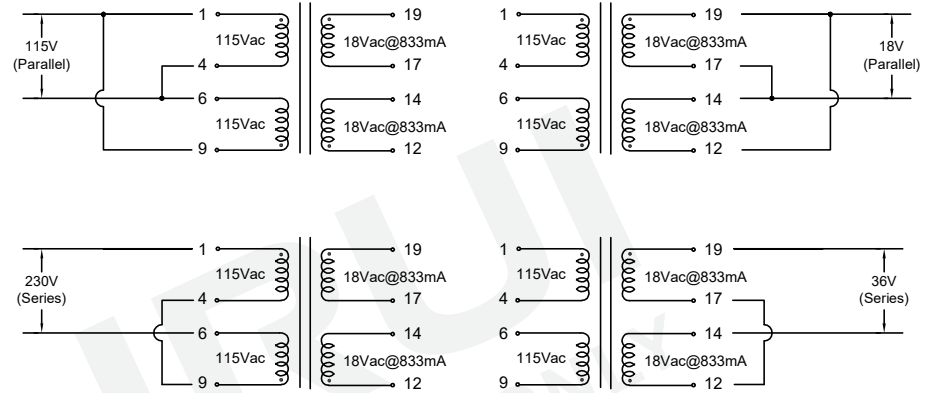 1 19 1 19
115V (Parallel) 115Vac 18Vac@833mA 115Vac 18Vac@833mA 18V (Parallel)
4 17 4 17
6 14 6 14
115Vac 18Vac@833mA 115Vac 18Vac@833mA
9 12 9 12
1 19 1 19
230V (Series) 115Vac 18Vac@833mA 115Vac 18Vac@833mA 36V (Series)
4 17 4 17
6 14 6 14
115Vac 18Vac@833mA 115Vac 18Vac@833mA
9 12 9 12